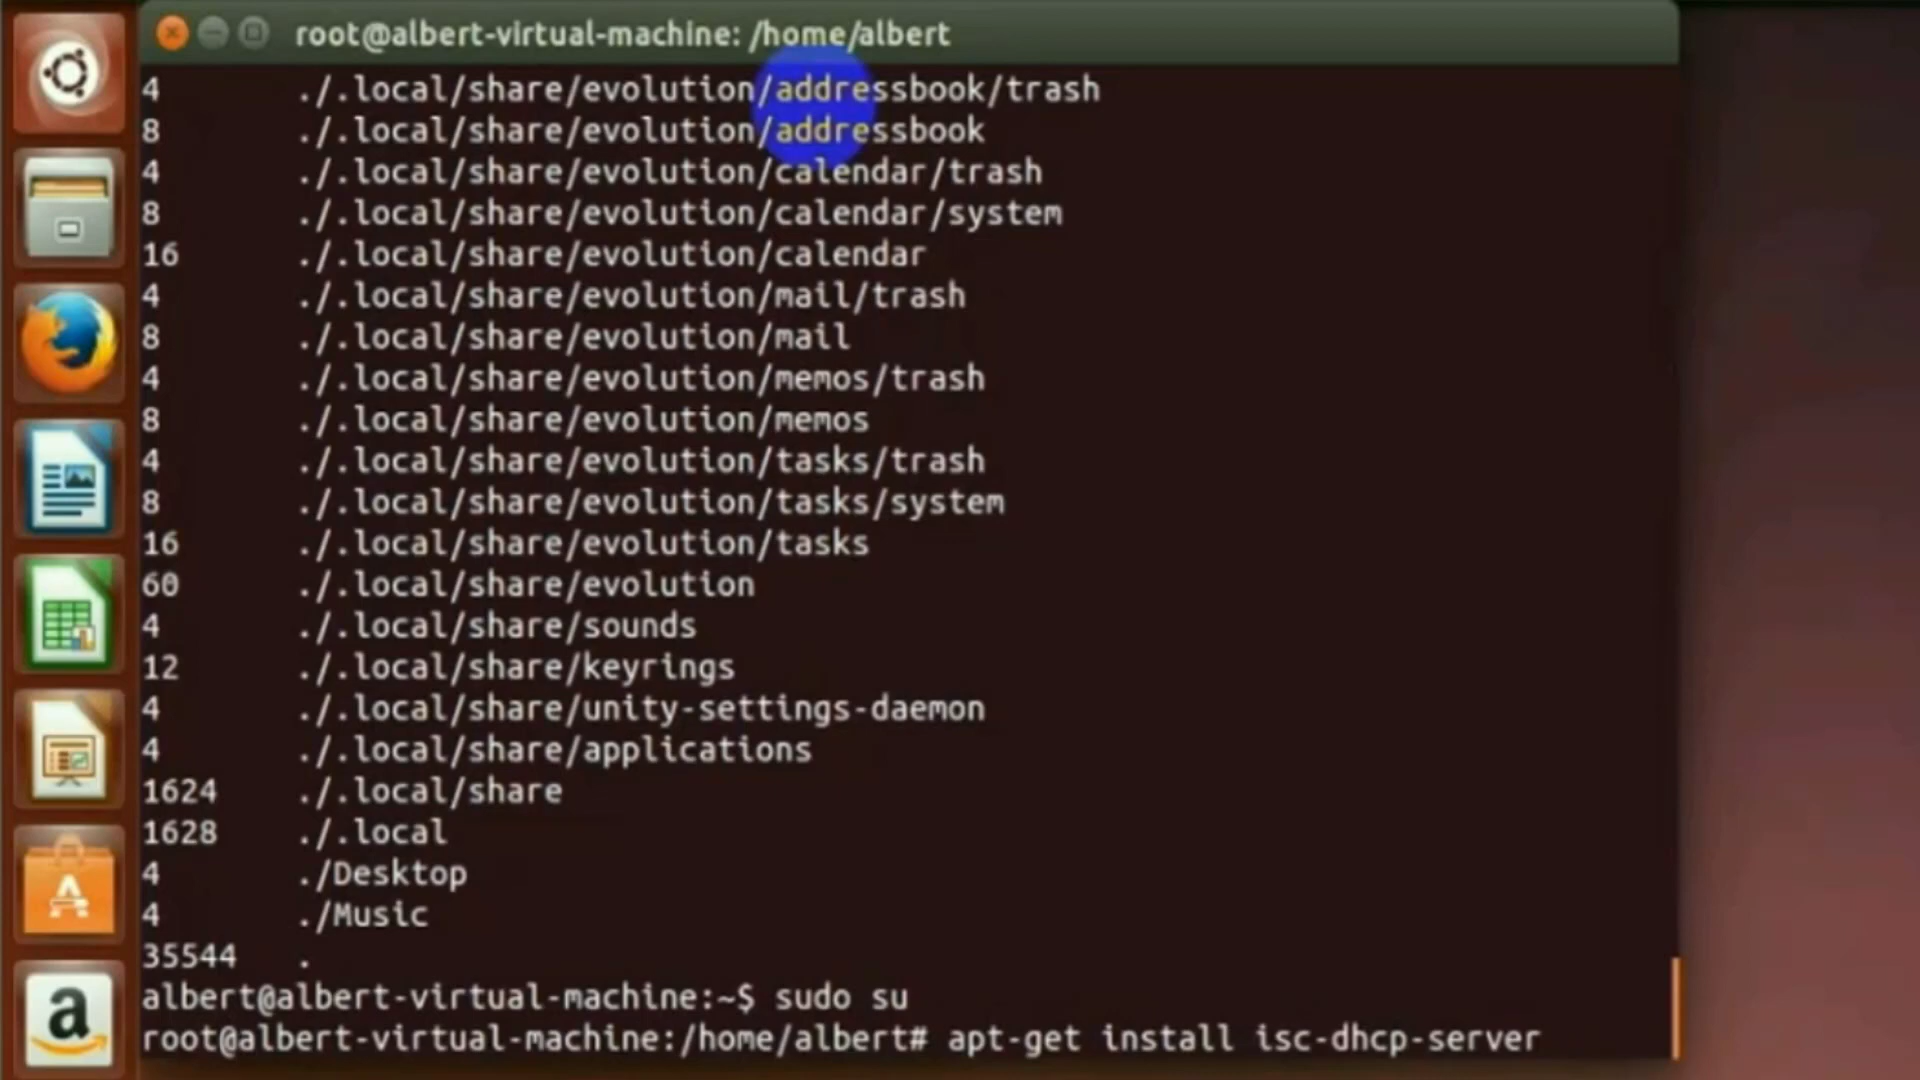 root@albert-virtual-machine: /home/albert
4 ./.local/share/evolution/addressbook/trash
8 ./.local/share/evolution/addressbook
4 ./.local/share/evolution/calendar/trash
8 ./.local/share/evolution/calendar/system
16 ./.local/share/evolution/calendar
4 ./.local/share/evolution/mail/trash
8 ./.local/share/evolution/mail
4 ./.local/share/evolution/memos/trash
8 ./.local/share/evolution/memos
4 ./.local/share/evolution/tasks/trash
8 ./.local/share/evolution/tasks/system
16 ./.local/share/evolution/tasks
60 ./.local/share/evolution
4 ./.local/share/sounds
12 ./.local/share/keyrings
4 ./.local/share/unity-settings-daemon
4 ./.local/share/applications
1624 ./.local/share
1628 ./.local
4 ./Desktop
4 ./Music
35544 .
albert@albert-virtual-machine:~$ sudo su
root@albert-virtual-machine:/home/albert# apt-get install isc-dhcp-server